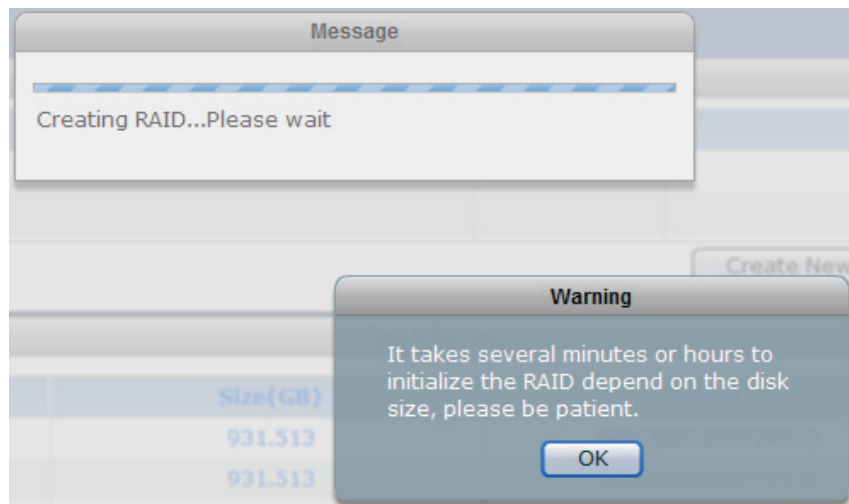 Message
Creating RAID...Please wait
Create New
Warning
It takes several minutes or hours to
initialize the RAID depend on the disk
size, please be patient.
OK
Size(GB)
931.513
931.513